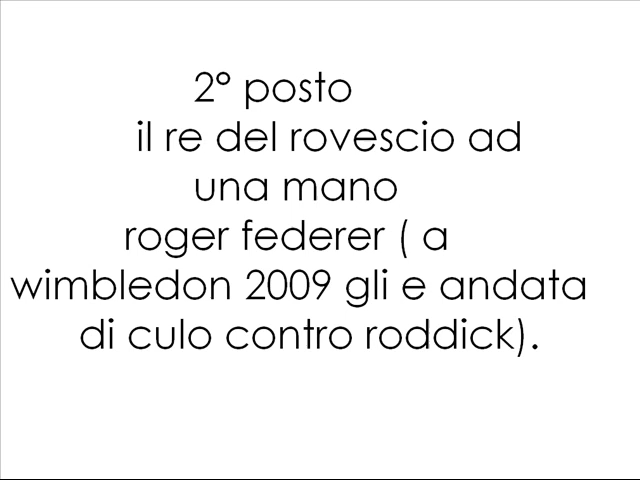 2° posto
il re del rovescio ad
una mano
roger federer ( a
wimbledon 2009 gli e andata
di culo contro roddick).